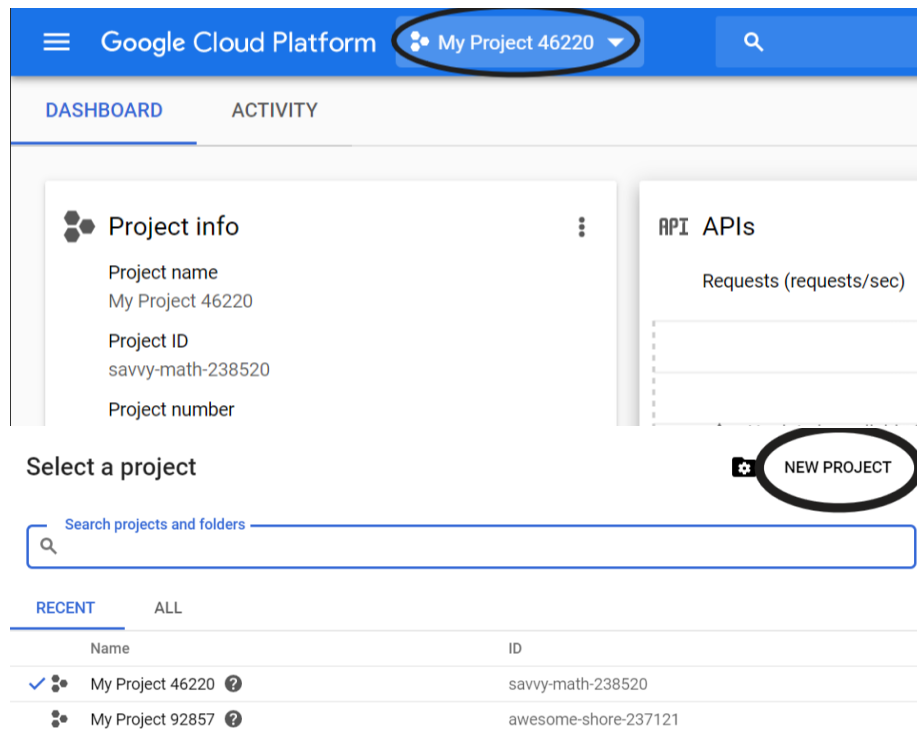 Google Cloud Platform My Project 46220
DASHBOARD ACTIVITY
Project info
Project name
My Project 46220
Project ID
savvy-math-238520
Project number
API APIs
Requests (requests/sec)
Select a project
NEW PROJECT
Search projects and folders
RECENT ALL
Name ID
My Project 46220 savvy-math-238520
My Project 92857 awesome-shore-237121